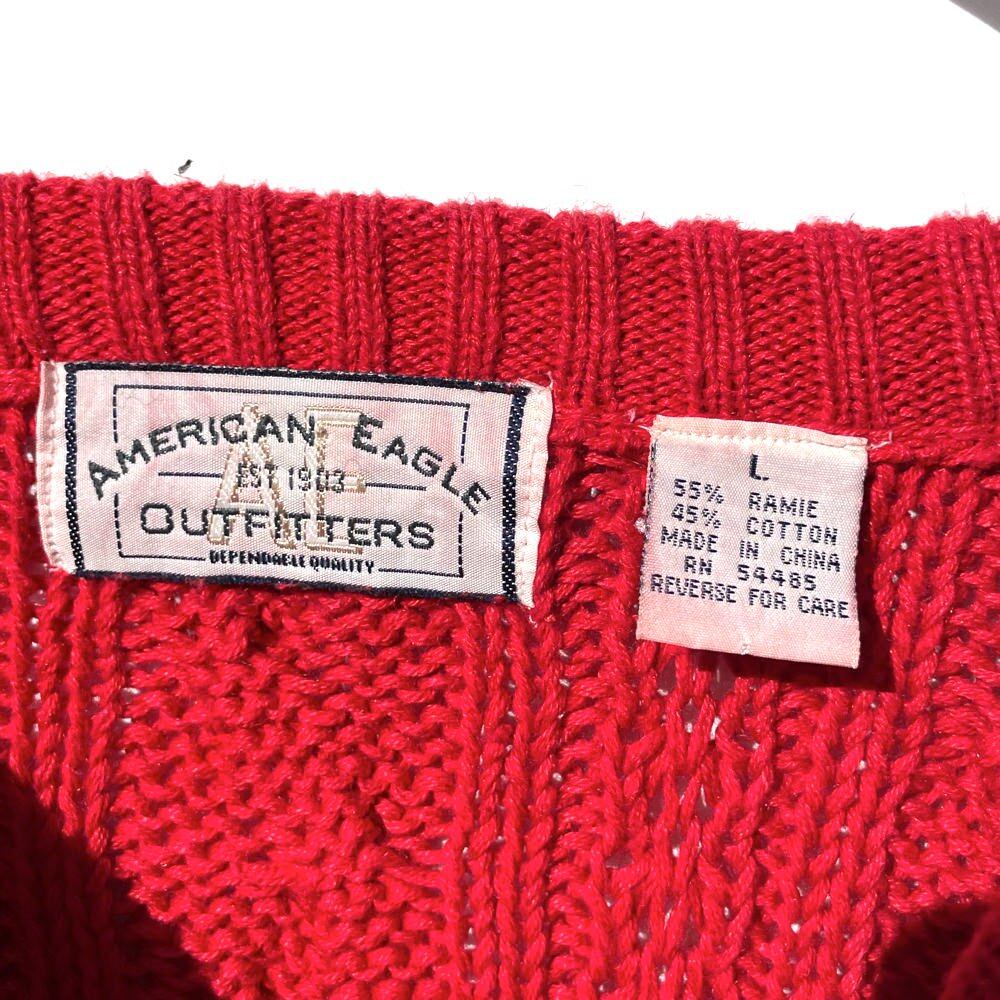 AMERICAN EAGLE
AE
EST 1903
OUTFITTERS
DEPENDABLE QUALITY
L
55% RAMIE
45% COTTON
MADE IN CHINA
RN 54485
REVERSE FOR CARE